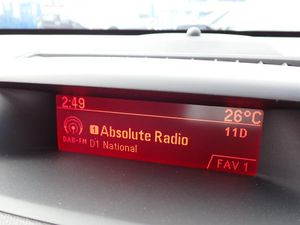 2:49 26°C
1 Absolute Radio 11D
DAB-FM D1 National
FAV 1